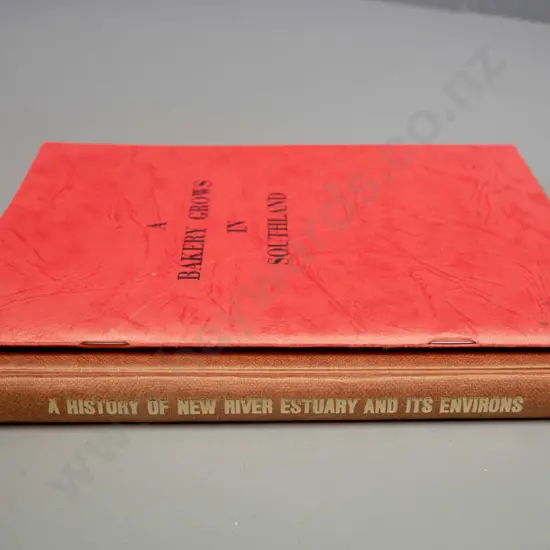 A
BAKERY GROWS
IN
SOUTHLAND
A HISTORY OF NEW RIVER ESTUARY AND ITS ENVIRONS